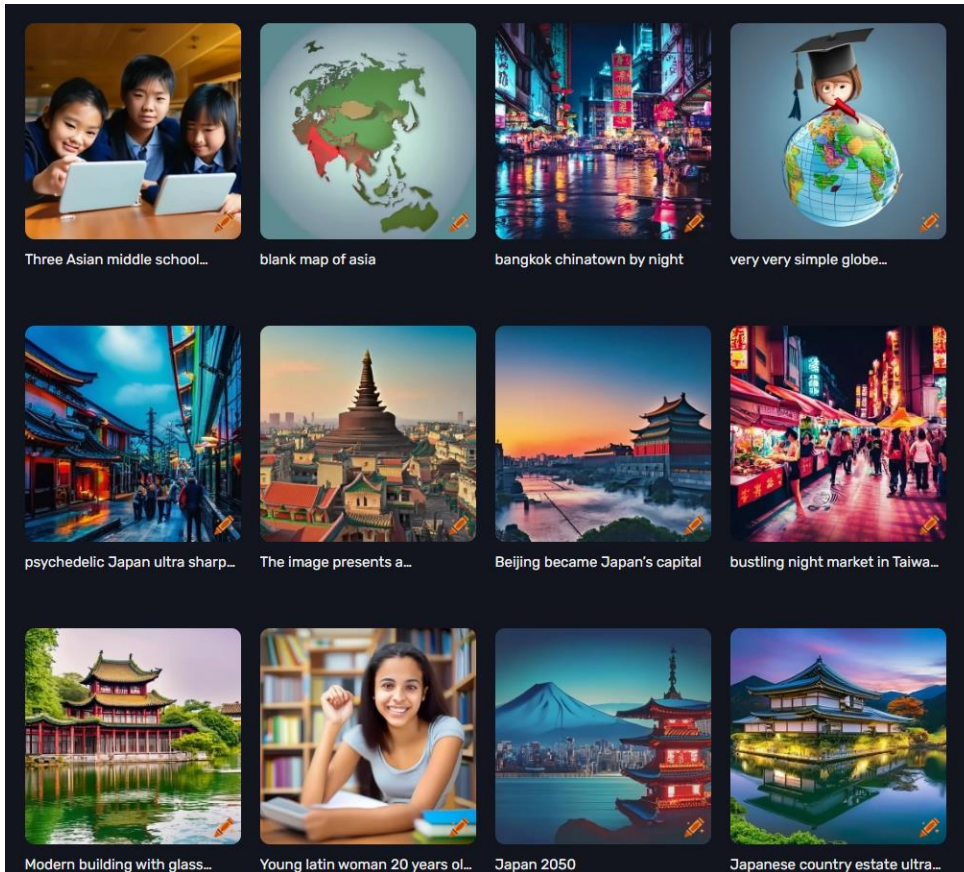 Three Asian middle school…
blank map of asia
bangkok chinatown by night
very very simple globe…
psychedelic Japan ultra sharp…
The image presents a…
Beijing became Japan’s capital
bustling night market in Taiwa…
Modern building with glass…
Young latin woman 20 years ol…
Japan 2050
Japanese country estate ultra…